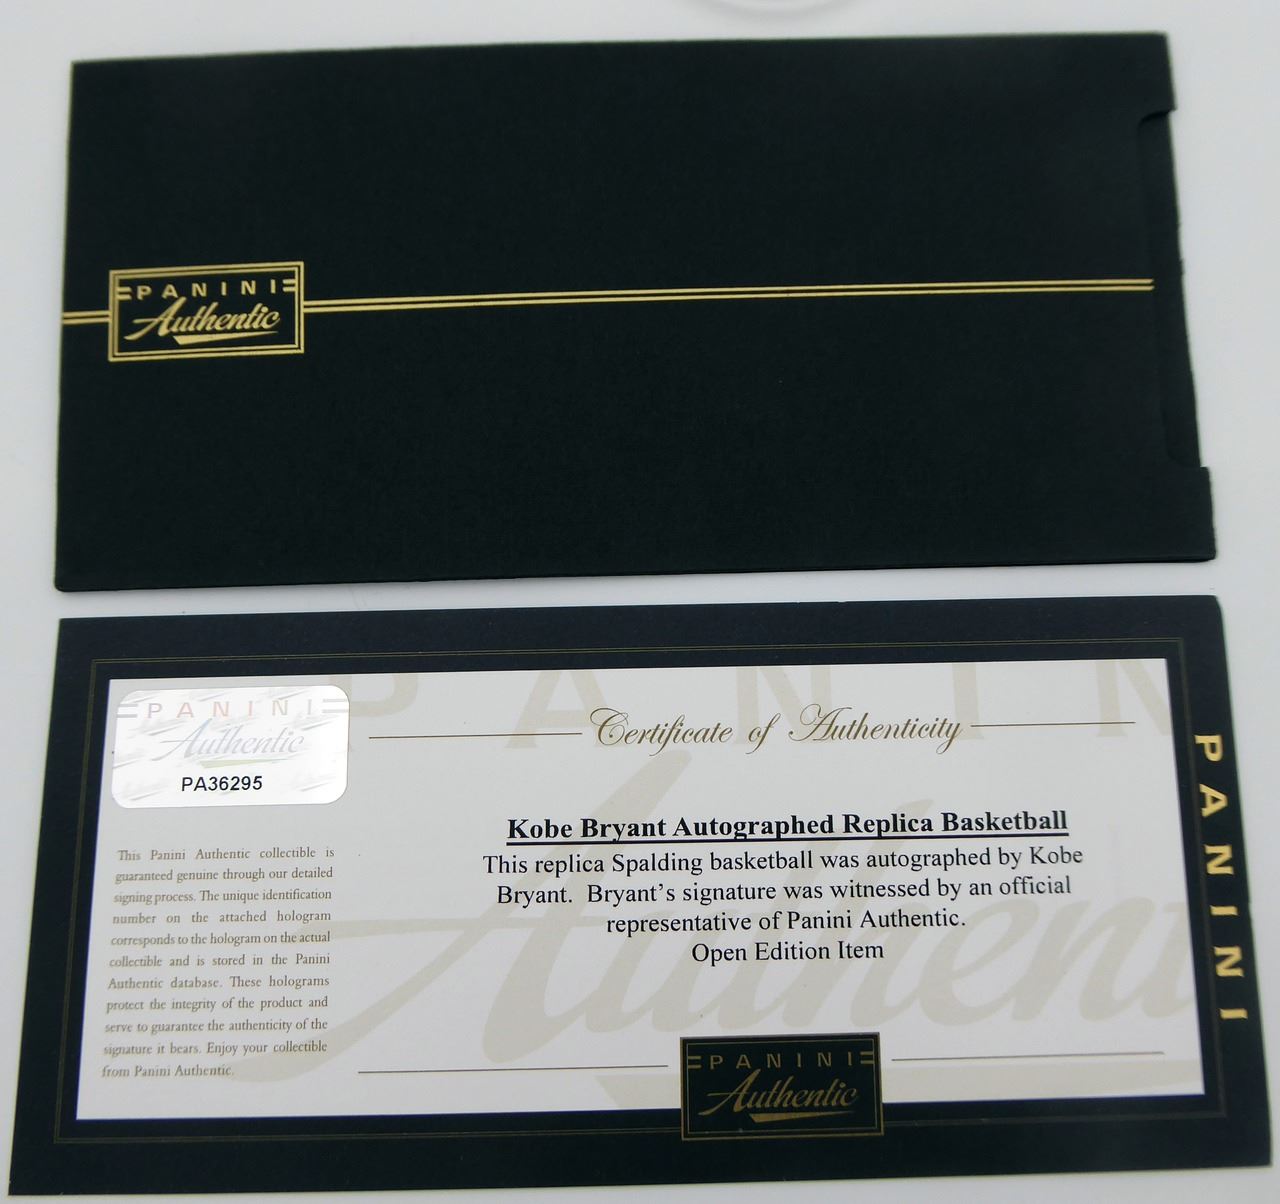 PANINI
Authentic
PANINI
Authentic
PA36295
Certificate of Authenticity
Kobe Bryant Autographed Replica Basketball
This replica Spalding basketball was autographed by Kobe
Bryant. Bryant's signature was witnessed by an official
representative of Panini Authentic.
Open Edition Item
This Panini Authentic collectible is
guaranteed genuine through our detailed
signing process. The unique identification
number on the attached hologram
corresponds to the hologram on the actual
collectible and is stored in the Panini
Authentic database. These holograms
protect the integrity of the product and
serve to guarantee the authenticity of the
signature it bears. Enjoy your collectible
from Panini Authentic.
PANINI
Authentic
PANINI
PANIN
Authent